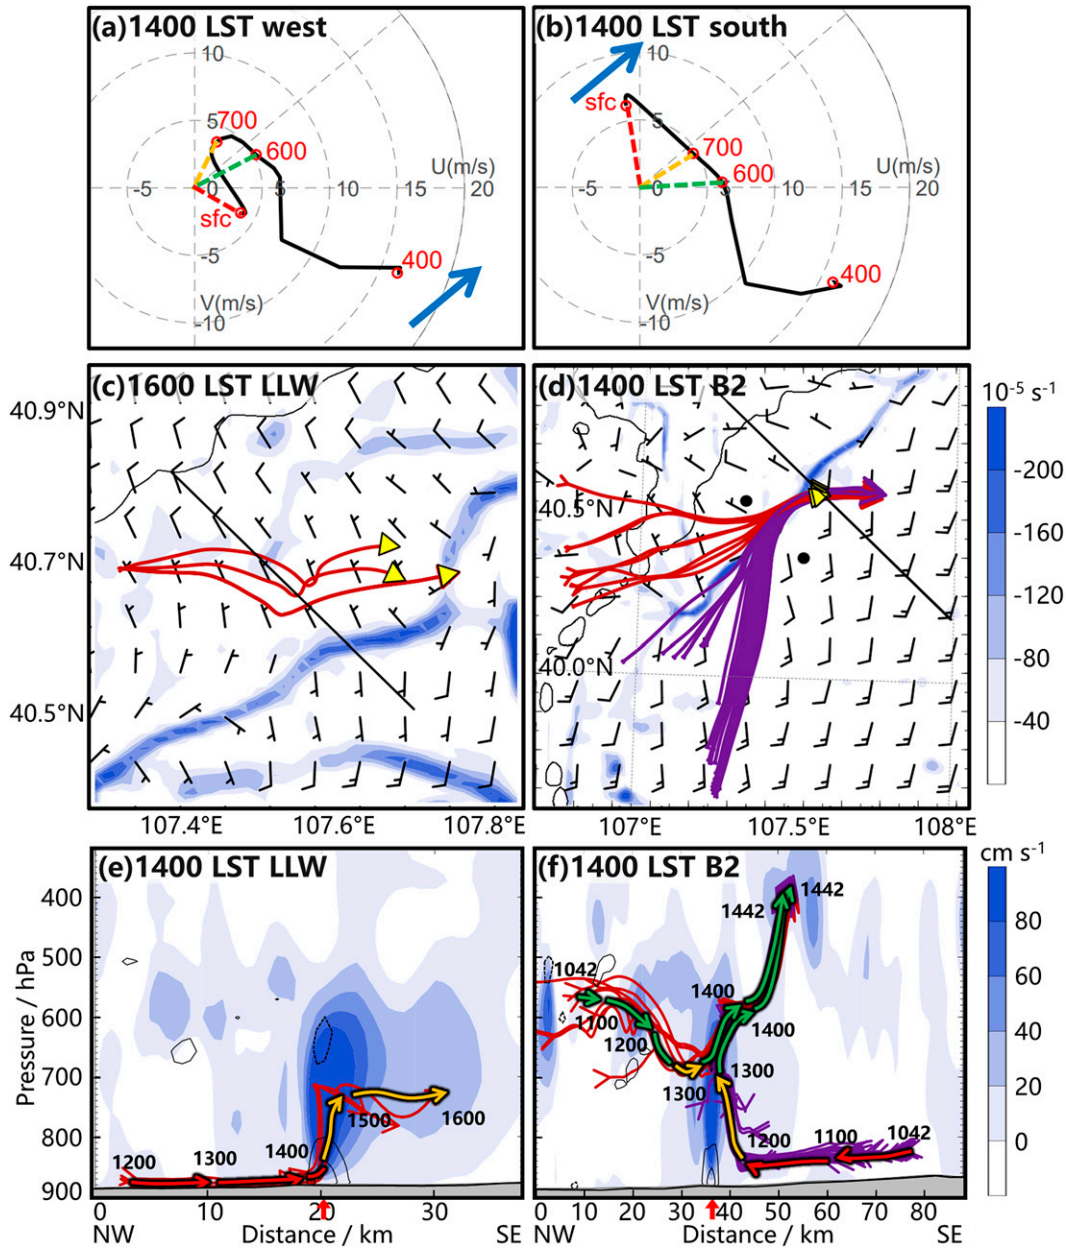 (a)1400 LST west
10
5
700
600
U(m/s)
-5
0
5
10
15
20
sfc
-5
400
V(m/s)
-10
(b)1400 LST south
10
sfc
5
700
600
U(m/s)
-5
0
5
10
15
20
-5
400
V(m/s)
-10
(c)1600 LST LLW
40.9°N
40.7°N
40.5°N
107.4°E
107.6°E
107.8°E
(d)1400 LST B2
40.5°N
40.0°N
107°E
107.5°E
108°E
10⁻⁵ s⁻¹
-200
-160
-120
-80
-40
(e)1400 LST LLW
Pressure / hPa
400
500
600
700
800
900
1200
1300
1400
1500
1600
0
10
20
30
NW
Distance / km
SE
(f)1400 LST B2
1442
1442
1042
1400
1100
1400
1200
1300
1300
1200
1100
1042
0
10
20
30
40
50
60
70
80
NW
Distance / km
SE
cm s⁻¹
80
60
40
20
0